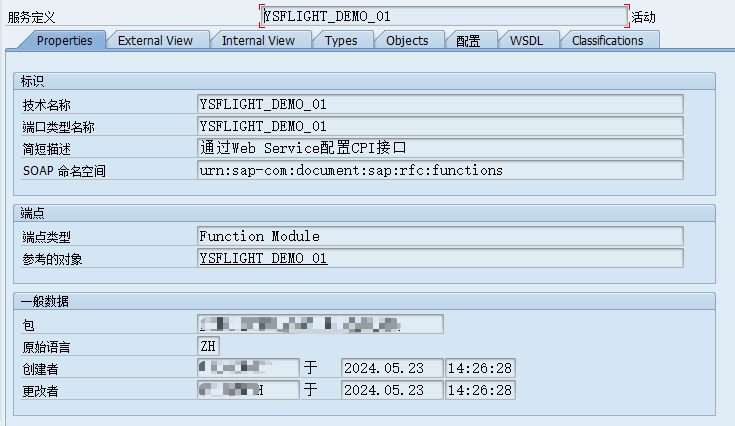 服务定义 YSFLIGHT_DEMO_01 活动
Properties External View Internal View Types Objects 配置 WSDL Classifications
标识
技术名称 YSFLIGHT_DEMO_01
端口类型名称 YSFLIGHT_DEMO_01
简短描述 通过Web Service配置CPI接口
SOAP 命名空间 urn:sap-com:document:sap:rfc:functions
端点
端点类型 Function Module
参考的对象 YSFLIGHT_DEMO_01
一般数据
包
原始语言 ZH
创建者 于 2024.05.23 14:26:28
更改者 于 2024.05.23 14:26:28